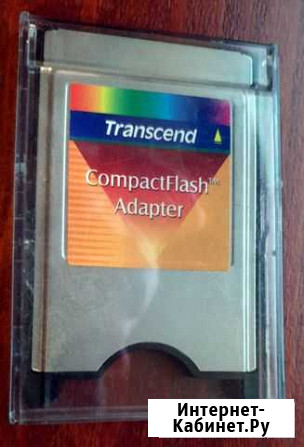 Transcend
CompactFlash™
Adapter
Интернет-
Кабинет.Ру